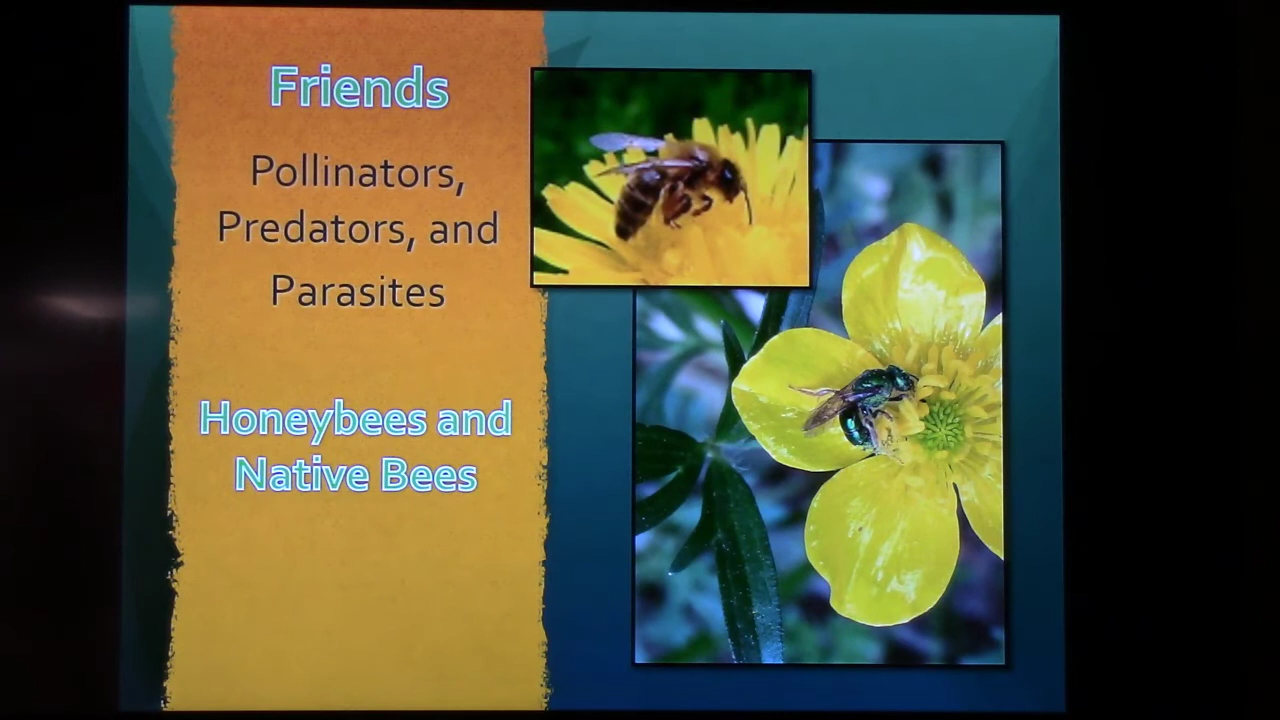 Friends
Pollinators,
Predators, and
Parasites
Honeybees and
Native Bees